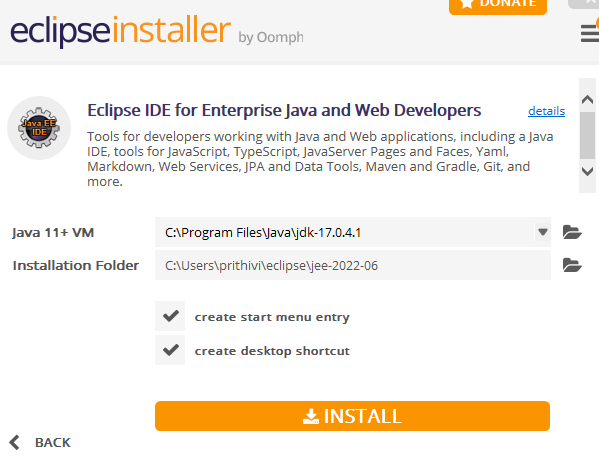 DONATE
eclipseinstaller by Oomph
Java EE
IDE
Eclipse IDE for Enterprise Java and Web Developers details
Tools for developers working with Java and Web applications, including a Java
IDE, tools for JavaScript, TypeScript, JavaServer Pages and Faces, Yaml,
Markdown, Web Services, JPA and Data Tools, Maven and Gradle, Git, and
more.
Java 11+ VM C:\Program Files\Java\jdk-17.0.4.1
Installation Folder C:\Users\prithivi\eclipse\jee-2022-06
create start menu entry
create desktop shortcut
INSTALL
BACK